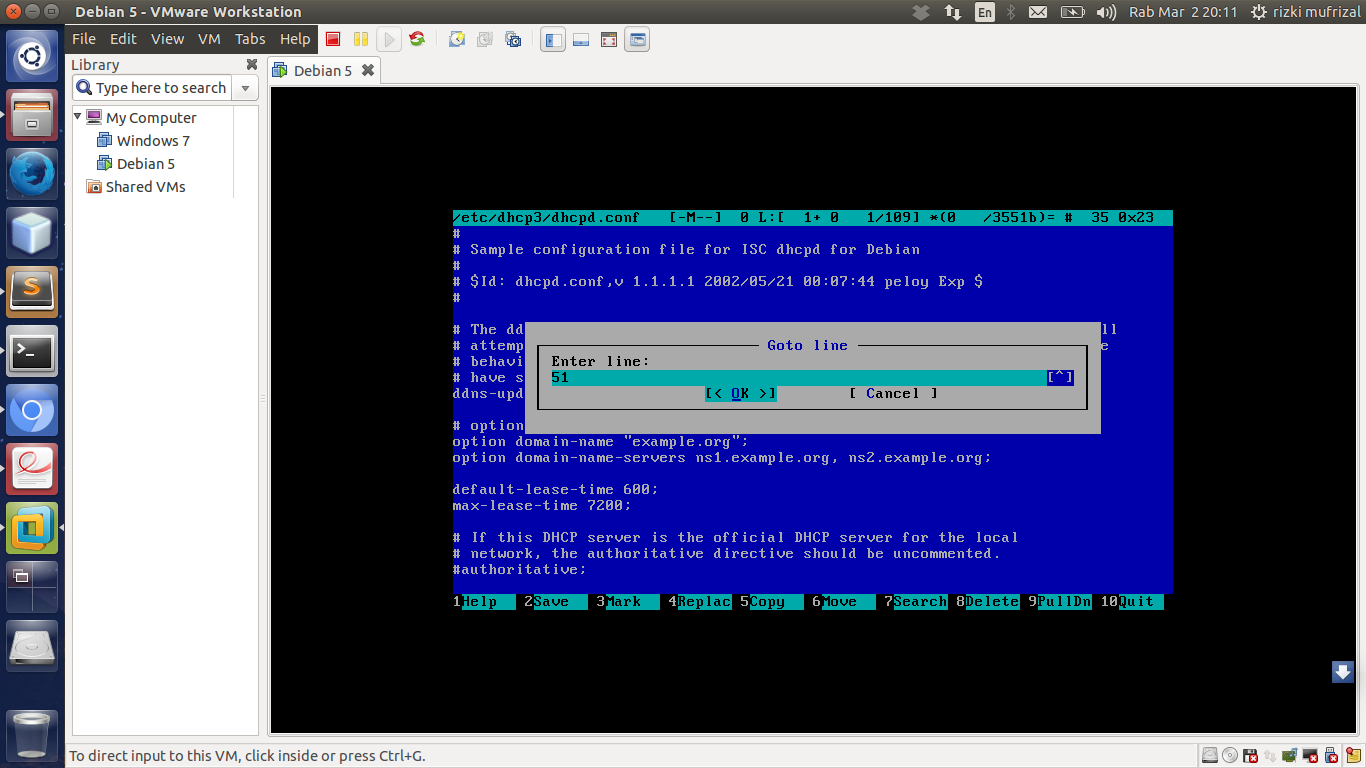 Debian 5 - VMware Workstation
En
Rab Mar 2 20:11
rizki mufrizal
File Edit View VM Tabs Help
Library
Type here to search
My Computer
Windows 7
Debian 5
Shared VMs
Debian 5
/etc/dhcp3/dhcpd.conf [-M--] 0 L:[ 1+ 0 1/109] *(0 /3551b)= # 35 0x23
#
# Sample configuration file for ISC dhcpd for Debian
#
# $Id: dhcpd.conf,v 1.1.1.1 2002/05/21 00:07:44 peloy Exp $
#
# The dd
ll
# attemp
e
# behavi
# have s
ddns-upd
Goto line
Enter line:
51
[^]
[< OK >]
[ Cancel ]
# option
option domain-name "example.org";
option domain-name-servers ns1.example.org, ns2.example.org;
default-lease-time 600;
max-lease-time 7200;
# If this DHCP server is the official DHCP server for the local
# network, the authoritative directive should be uncommented.
#authoritative;
1Help 2Save 3Mark 4Replac 5Copy 6Move 7Search 8Delete 9PullDn 10Quit
To direct input to this VM, click inside or press Ctrl+G.